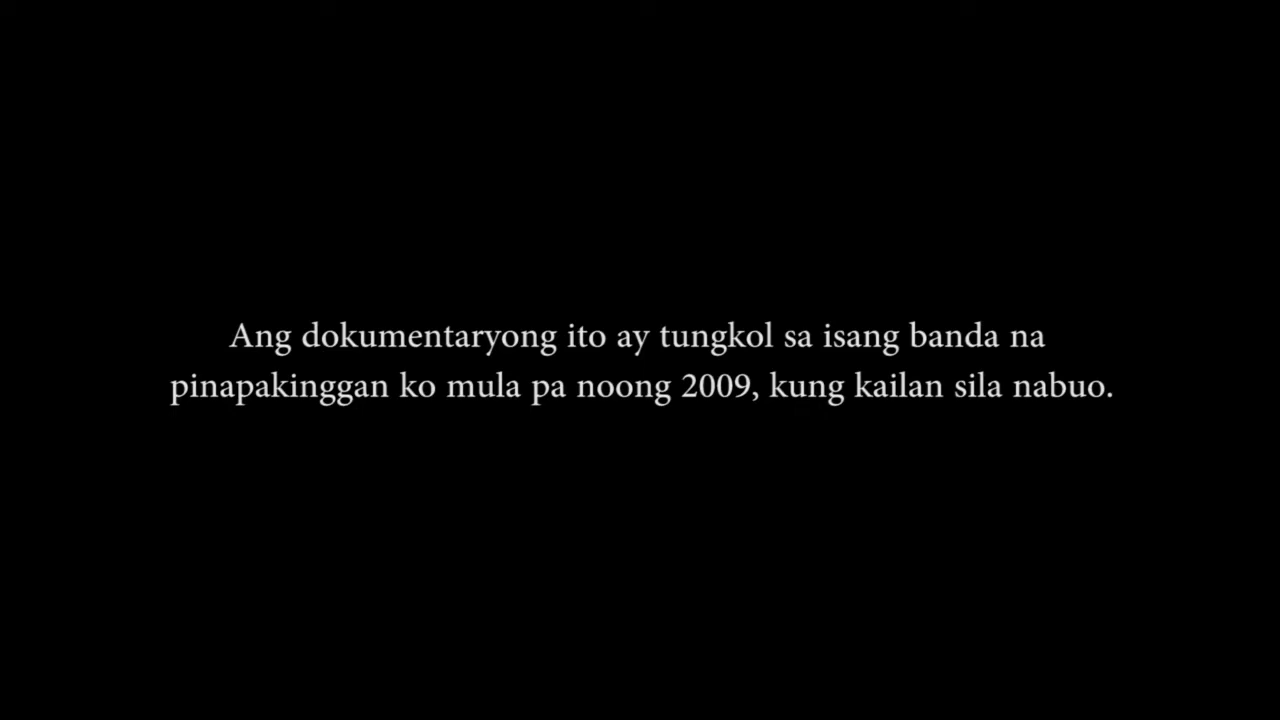 Ang dokumentaryong ito ay tungkol sa isang banda na
pinapakinggan ko mula pa noong 2009, kung kailan sila nabuo.